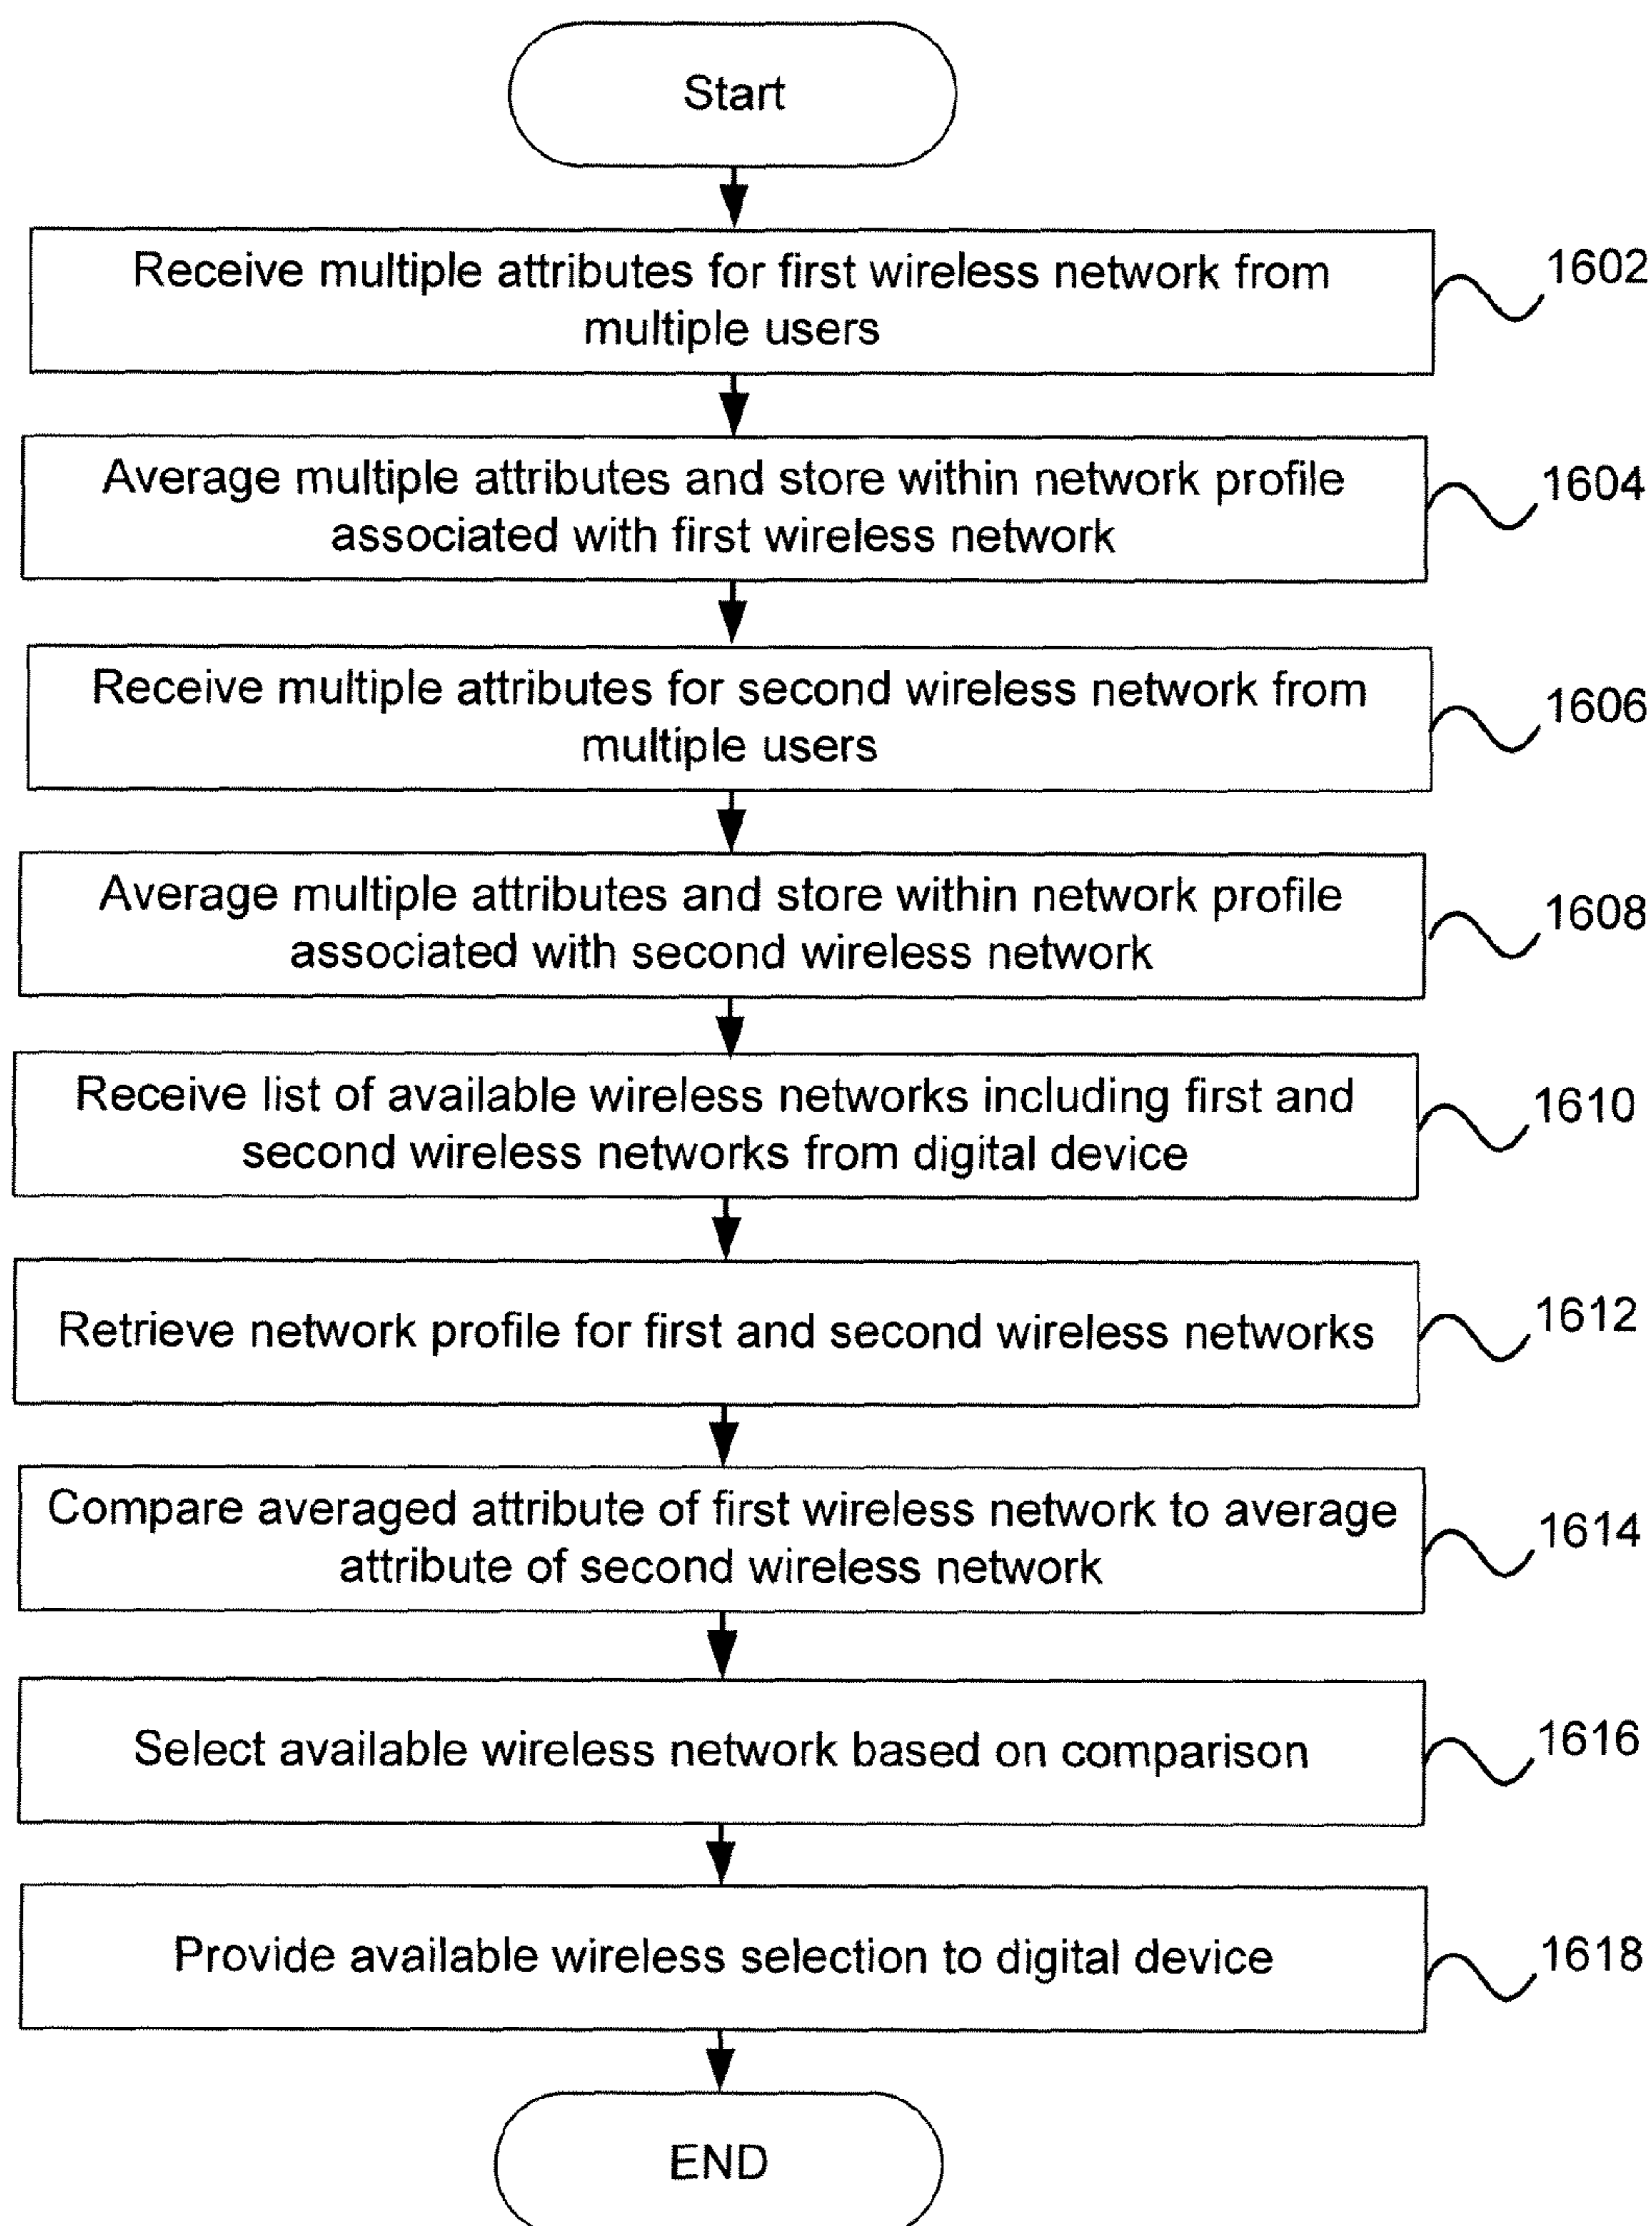 Start
Receive multiple attributes for first wireless network from
multiple users
1602
Average multiple attributes and store within network profile
associated with first wireless network
1604
Receive multiple attributes for second wireless network from
multiple users
1606
Average multiple attributes and store within network profile
associated with second wireless network
1608
Receive list of available wireless networks including first and
second wireless networks from digital device
1610
Retrieve network profile for first and second wireless networks
1612
Compare averaged attribute of first wireless network to average
attribute of second wireless network
1614
Select available wireless network based on comparison
1616
Provide available wireless selection to digital device
1618
END